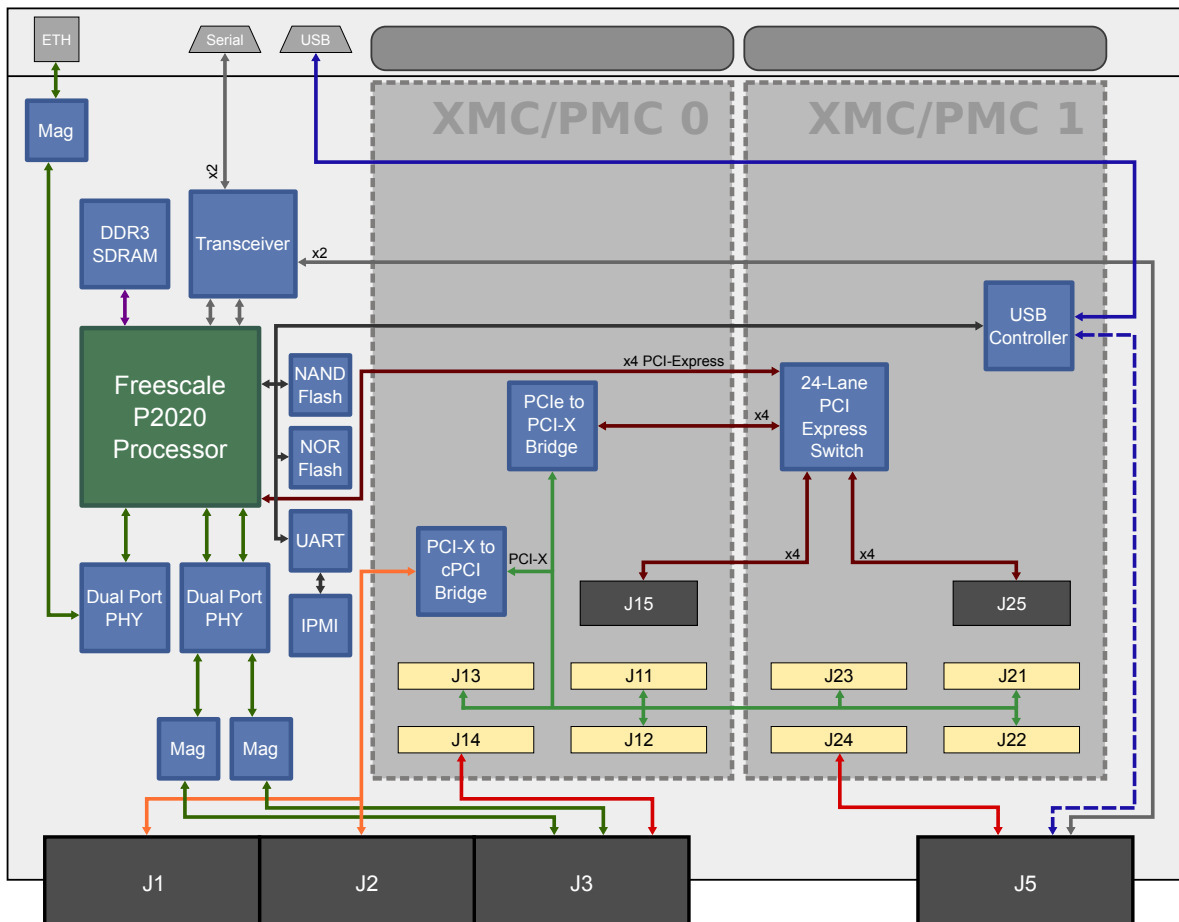 ETH
Serial
USB
XMC/PMC 0
XMC/PMC 1
Mag
x2
DDR3
SDRAM
Transceiver
x2
USB
Controller
Freescale
P2020
Processor
NAND
Flash
x4 PCI-Express
24-Lane
PCI
Express
Switch
PCIe to
PCI-X
Bridge
x4
NOR
Flash
UART
PCI-X to
cPCI
Bridge
PCI-X
x4
x4
Dual Port
PHY
Dual Port
PHY
IPMI
J15
J25
J13
J11
J23
J21
J14
J12
J24
J22
Mag
Mag
J1
J2
J3
J5